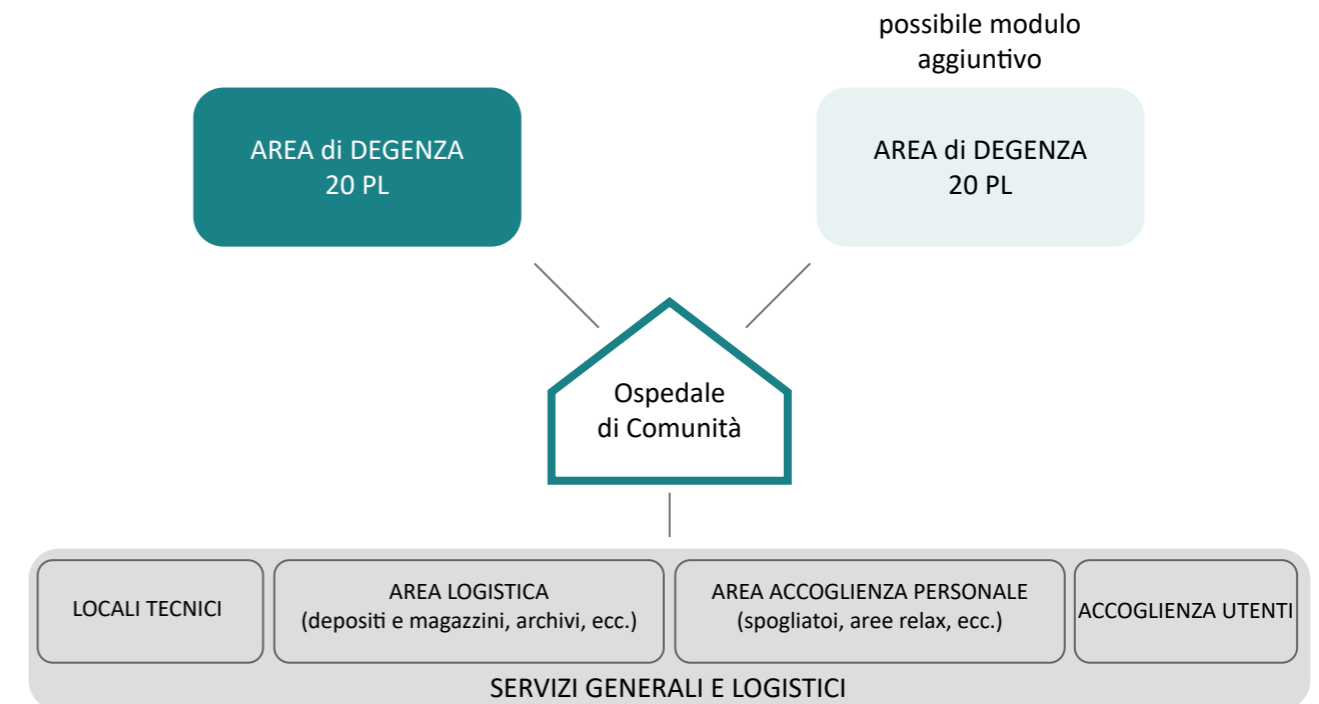 possibile modulo
aggiuntivo
AREA di DEGENZA
20 PL
AREA di DEGENZA
20 PL
Ospedale
di Comunità
LOCALI TECNICI
AREA LOGISTICA
(depositi e magazzini, archivi, ecc.)
AREA ACCOGLIENZA PERSONALE
(spogliatoi, aree relax, ecc.)
ACCOGLIENZA UTENTI
SERVIZI GENERALI E LOGISTICI